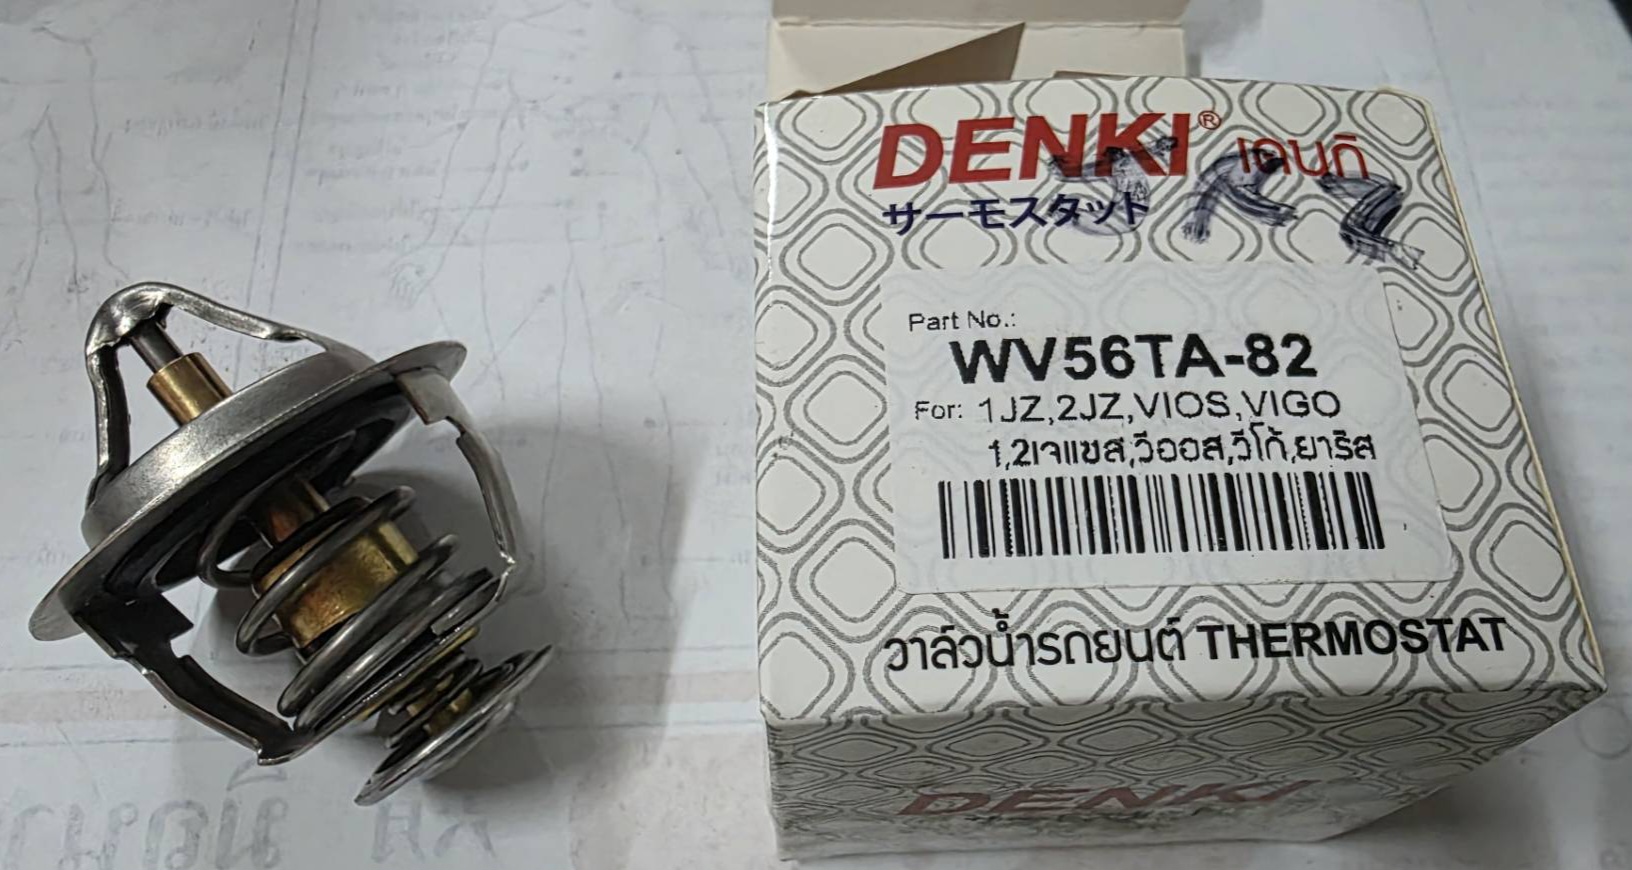 DENKI® เดนกิ
サーモスタット
Part No.:
WV56TA-82
For: 1JZ,2JZ,VIOS,VIGO
1,2เจแซส,วีออส,วีโก้,ยาริส
วาล์วน้ำรถยนต์ THERMOSTAT
DENKI